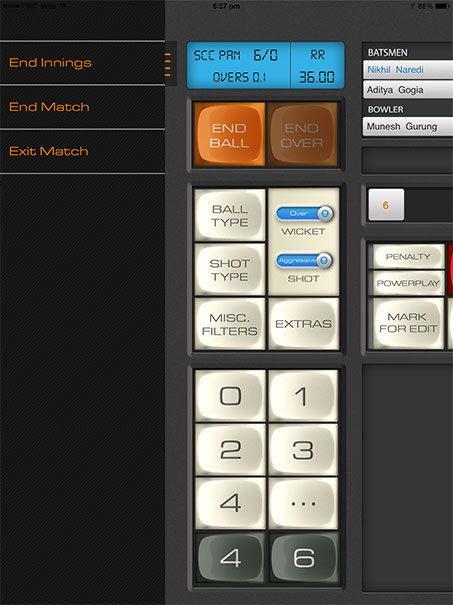 IND airtel
6:57 pm
88%
End Innings
End Match
Exit Match
SCC PAN 6/0
RR
OVERS 0.1
36.00
END
BALL
END
OVER
BALL
TYPE
Over
WICKET
SHOT
TYPE
Aggressive
SHOT
MISC.
FILTERS
EXTRAS
0
1
2
3
4
...
4
6
BATSMEN
Nikhil Naredi
Aditya Gogia
BOWLER
Munesh Gurung
6
PENALTY
POWERPLAY
MARK
FOR EDIT